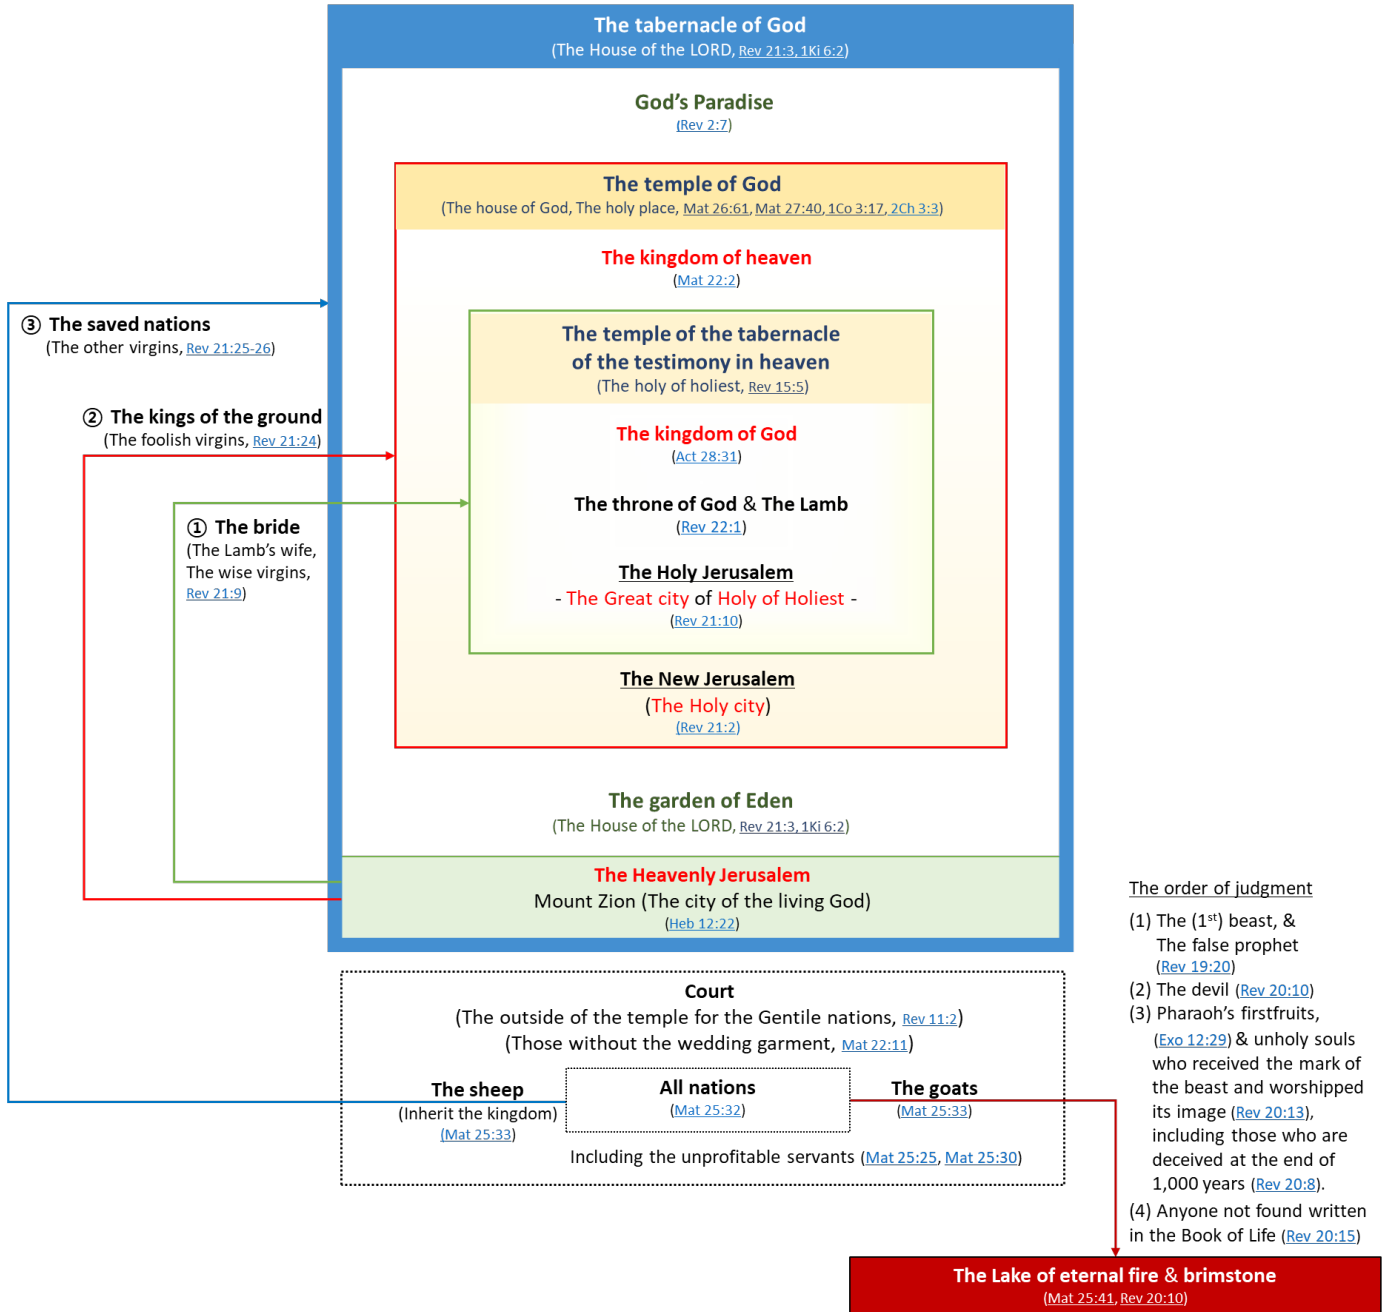 The tabernacle of God
(The House of the LORD, Rev 21:3, 1Ki 6:2)
God’s Paradise
(Rev 2:7)
The temple of God
(The house of God, The holy place, Mat 26:61, Mat 27:40, 1Co 3:17, 2Ch 3:3)
The kingdom of heaven
(Mat 22:2)
The temple of the tabernacle
of the testimony in heaven
(The holy of holiest, Rev 15:5)
The kingdom of God
(Act 28:31)
The throne of God & The Lamb
(Rev 22:1)
The Holy Jerusalem
- The Great city of Holy of Holiest -
(Rev 21:10)
The New Jerusalem
(The Holy city)
(Rev 21:2)
The garden of Eden
(The House of the LORD, Rev 21:3, 1Ki 6:2)
The Heavenly Jerusalem
Mount Zion (The city of the living God)
(Heb 12:22)
③ The saved nations
(The other virgins, Rev 21:25-26)
② The kings of the ground
(The foolish virgins, Rev 21:24)
① The bride
(The Lamb’s wife,
The wise virgins,
Rev 21:9)
Court
(The outside of the temple for the Gentile nations, Rev 11:2)
(Those without the wedding garment, Mat 22:11)
The sheep
(Inherit the kingdom)
(Mat 25:33)
All nations
(Mat 25:32)
The goats
(Mat 25:33)
Including the unprofitable servants (Mat 25:25, Mat 25:30)
The order of judgment
(1) The (1st) beast, &
The false prophet
(Rev 19:20)
(2) The devil (Rev 20:10)
(3) Pharaoh’s firstfruits,
(Exo 12:29) & unholy souls
who received the mark of
the beast and worshipped
its image (Rev 20:13),
including those who are
deceived at the end of
1,000 years (Rev 20:8).
(4) Anyone not found written
in the Book of Life (Rev 20:15)
The Lake of eternal fire & brimstone
(Mat 25:41, Rev 20:10)